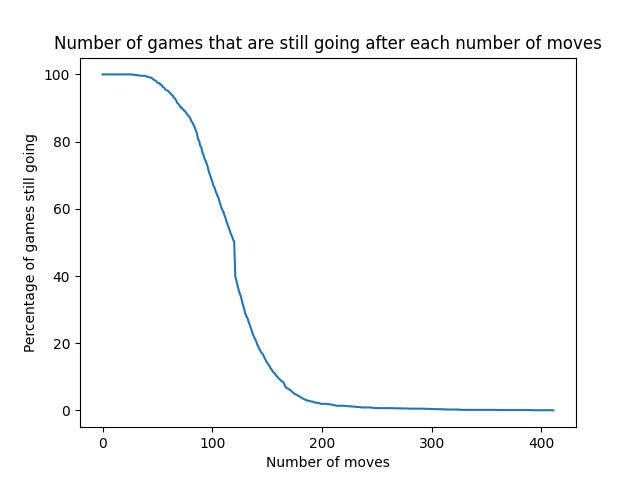 Number of games that are still going after each number of moves
Percentage of games still going
100
80
60
40
20
0
0 100 200 300 400
Number of moves